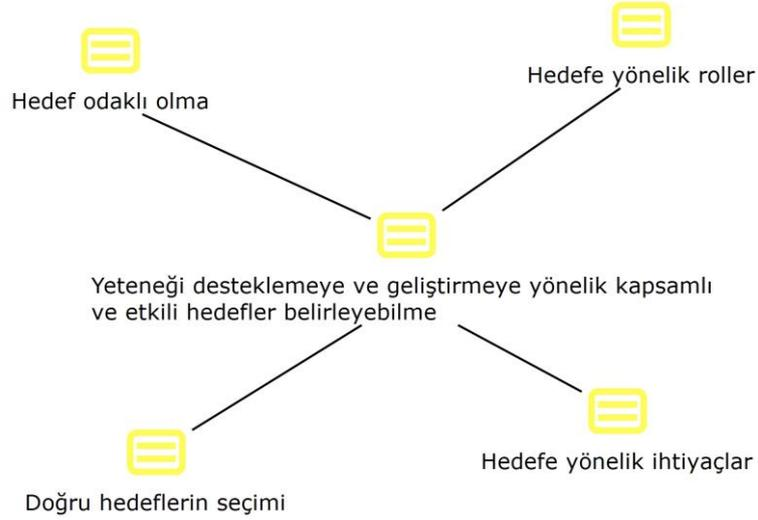 Hedef odaklı olma
Hedefe yönelik roller
Yeteneği desteklemeye ve geliştirmeye yönelik kapsamlı
ve etkili hedefler belirleyebilme
Doğru hedeflerin seçimi
Hedefe yönelik ihtiyaçlar